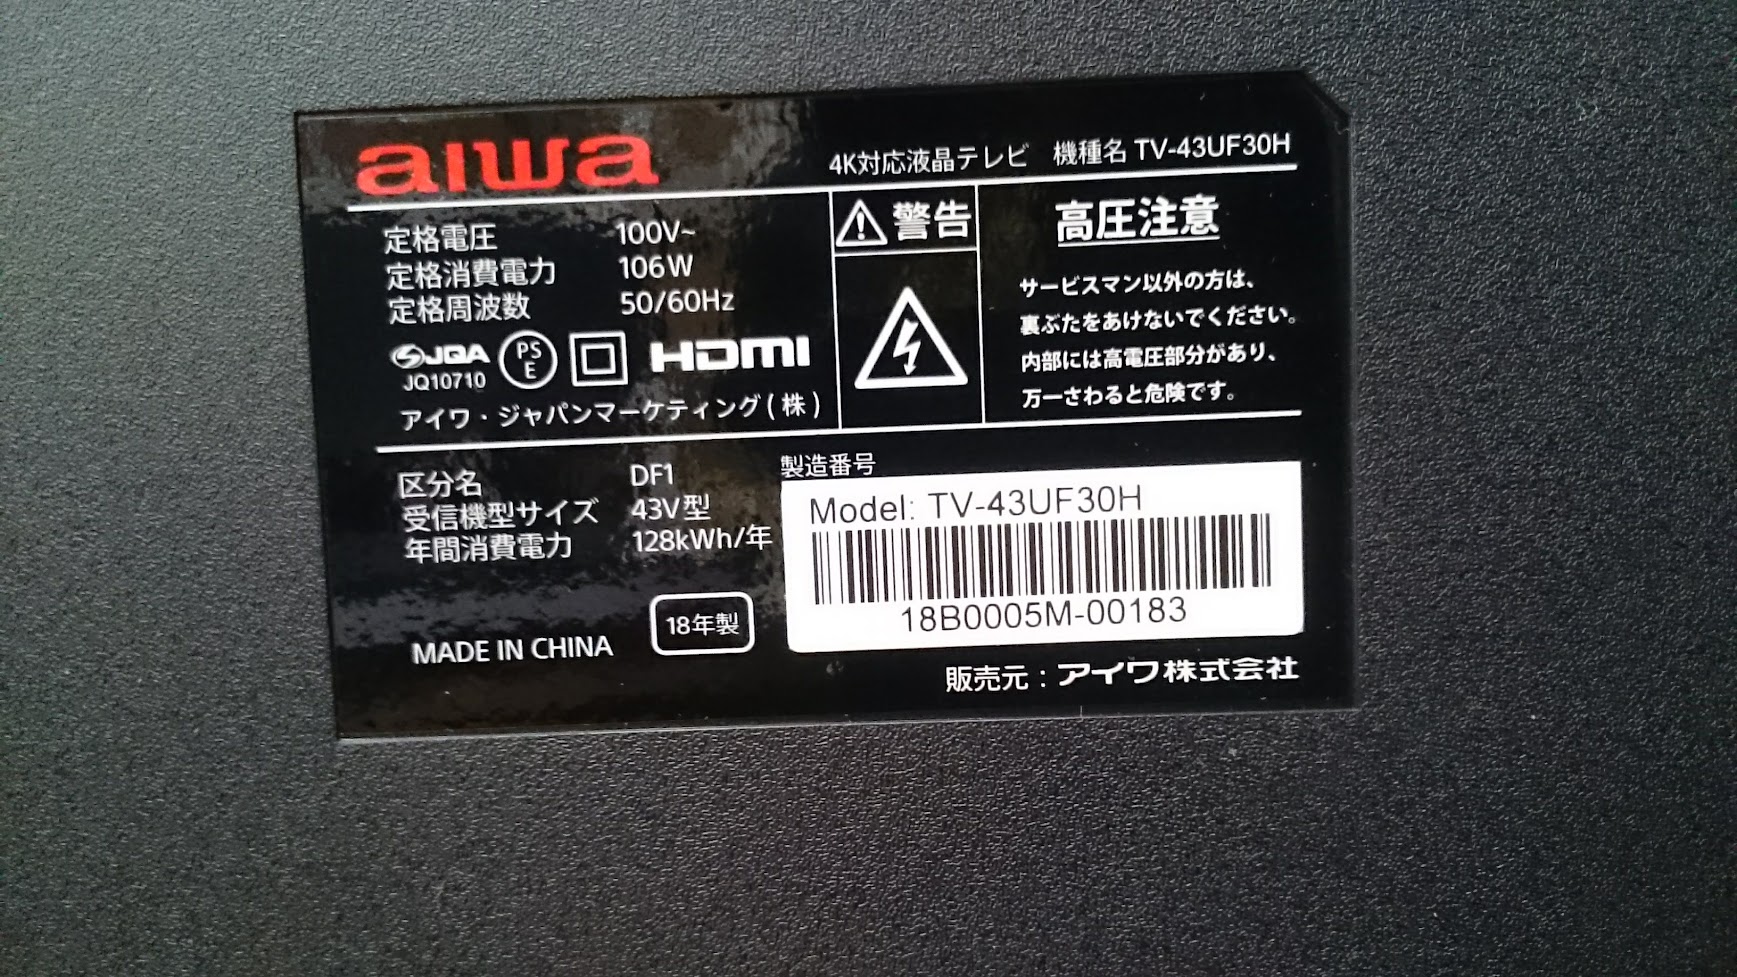 aiwa
4K対応液晶テレビ 機種名 TV-43UF30H
定格電圧 100V~
定格消費電力 106W
定格周波数 50/60Hz
JQA
JQ10710
PS
E
HDMI
アイワ・ジャパンマーケティング(株)
警告
高圧注意
サービスマン以外の方は、
裏ぶたをあけないでください。
内部には高電圧部分があり、
万一さわると危険です。
区分名 DF1
受信機型サイズ 43V型
年間消費電力 128kWh/年
MADE IN CHINA
18年製
製造番号
Model: TV-43UF30H
18B0005M-00183
販売元：アイワ株式会社